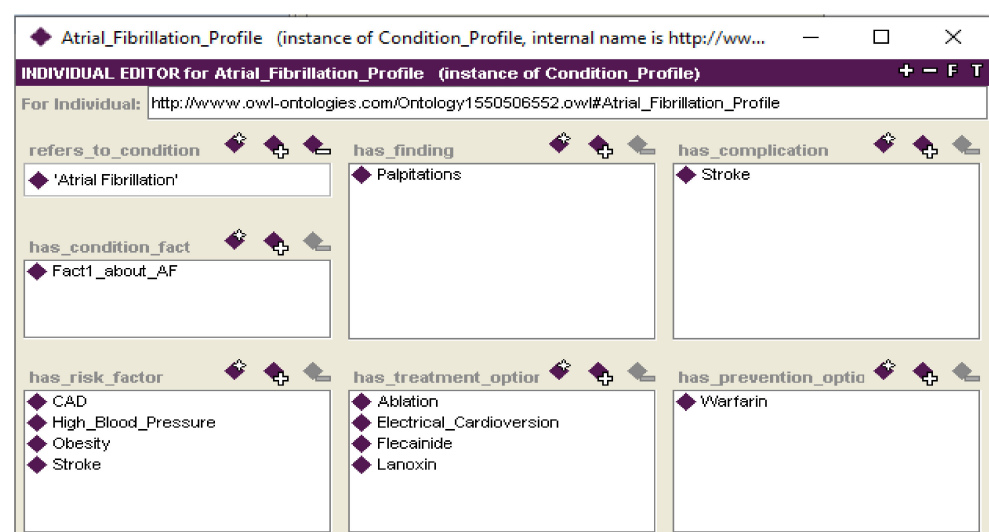 Atrial_Fibrillation_Profile (instance of Condition_Profile, internal name is http://ww...
INDIVIDUAL EDITOR for Atrial_Fibrillation_Profile (instance of Condition_Profile)
+ − F T
For Individual: http://www.owl-ontologies.com/Ontology1550506552.owl#Atrial_Fibrillation_Profile
refers_to_condition
'Atrial Fibrillation'
has_condition_fact
Fact1_about_AF
has_finding
Palpitations
has_complication
Stroke
has_risk_factor
CAD
High_Blood_Pressure
Obesity
Stroke
has_treatment_option
Ablation
Electrical_Cardioversion
Flecainide
Lanoxin
has_prevention_optio
Warfarin